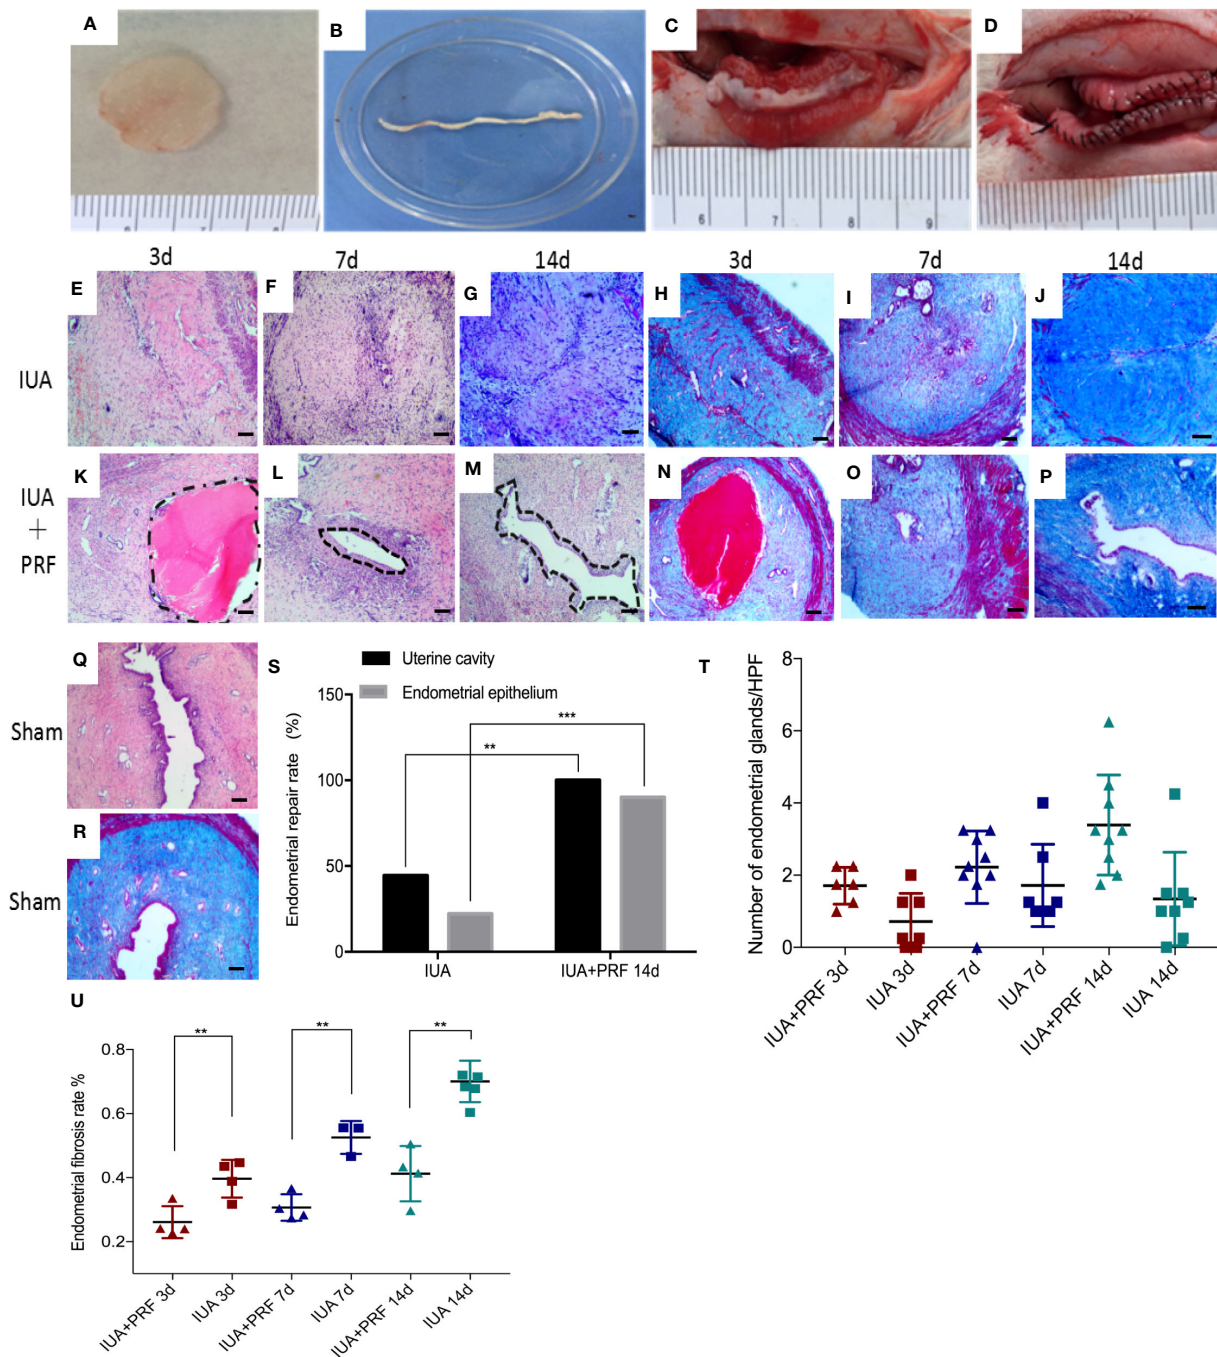 A
B
C
D
6 7 8
6 7 8 9
3d 7d 14d 3d 7d 14d
E F G H I J
IUA
K L M N O P
IUA
+
PRF
Q
Sham
R
Sham
S
Uterine cavity
Endometrial epithelium
Endometrial repair rate (%)
150
100
50
0
**
***
IUA
IUA+PRF 14d
T
Number of endometrial glands/HPF
8
6
4
2
0
IUA+PRF 3d
IUA 3d
IUA+PRF 7d
IUA 7d
IUA+PRF 14d
IUA 14d
U
Endometrial fibrosis rate %
0.8
0.6
0.4
0.2
**
**
**
IUA+PRF 3d
IUA 3d
IUA+PRF 7d
IUA 7d
IUA+PRF 14d
IUA 14d